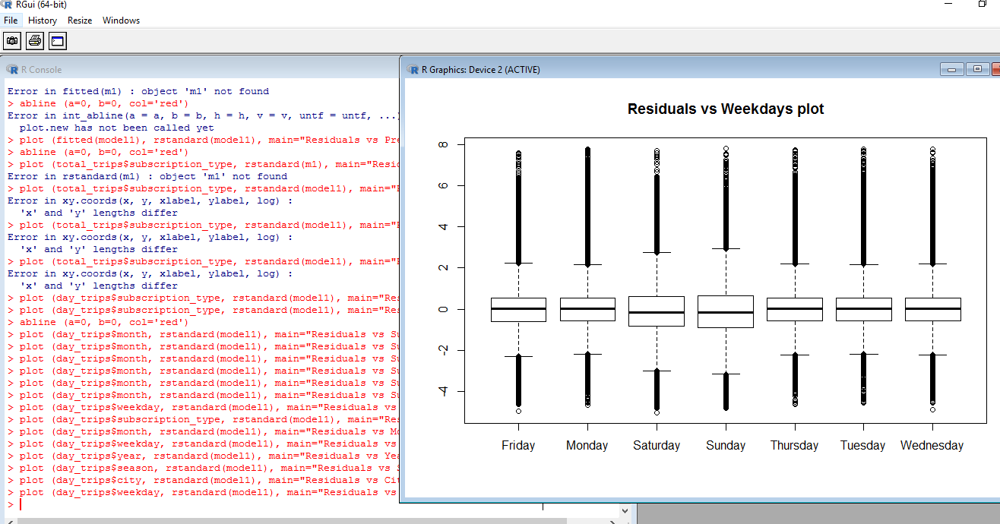 RGui (64-bit)
File History Resize Windows
R Console
Error in fitted(m1) : object 'm1' not found
> abline (a=0, b=0, col='red')
Error in int_abline(a = a, b = b, h = h, v = v, untf = untf, ...)
plot.new has not been called yet
> plot (fitted(model1), rstandard(model1), main="Residuals vs Pre
> abline (a=0, b=0, col='red')
> plot (total_trips$subscription_type, rstandard(m1), main="Resid
Error in rstandard(m1) : object 'm1' not found
> plot (total_trips$subscription_type, rstandard(model1), main="
Error in xy.coords(x, y, xlabel, ylabel, log) :
'x' and 'y' lengths differ
> plot (total_trips$subscription_type, rstandard(model1), main="
Error in xy.coords(x, y, xlabel, ylabel, log) :
'x' and 'y' lengths differ
> plot (total_trips$subscription_type, rstandard(model1), main="
Error in xy.coords(x, y, xlabel, ylabel, log) :
'x' and 'y' lengths differ
> plot (day_trips$subscription_type, rstandard(model1), main="Res
> plot (day_trips$subscription_type, rstandard(model1), main="Res
> abline (a=0, b=0, col='red')
> plot (day_trips$month, rstandard(model1), main="Residuals vs Su
> plot (day_trips$month, rstandard(model1), main="Residuals vs Su
> plot (day_trips$month, rstandard(model1), main="Residuals vs Su
> plot (day_trips$month, rstandard(model1), main="Residuals vs Su
> plot (day_trips$month, rstandard(model1), main="Residuals vs Su
> plot (day_trips$month, rstandard(model1), main="Residuals vs Su
> plot (day_trips$weekday, rstandard(model1), main="Residuals vs
> plot (day_trips$subscription_type, rstandard(model1), main="Res
> plot (day_trips$month, rstandard(model1), main="Residuals vs Mo
> plot (day_trips$weekday, rstandard(model1), main="Residuals vs
> plot (day_trips$year, rstandard(model1), main="Residuals vs Yea
> plot (day_trips$season, rstandard(model1), main="Residuals vs S
> plot (day_trips$city, rstandard(model1), main="Residuals vs Cit
> plot (day_trips$weekday, rstandard(model1), main="Residuals vs
>
R Graphics: Device 2 (ACTIVE)
Residuals vs Weekdays plot
8
6
4
2
0
-2
-4
Friday Monday Saturday Sunday Thursday Tuesday Wednesday